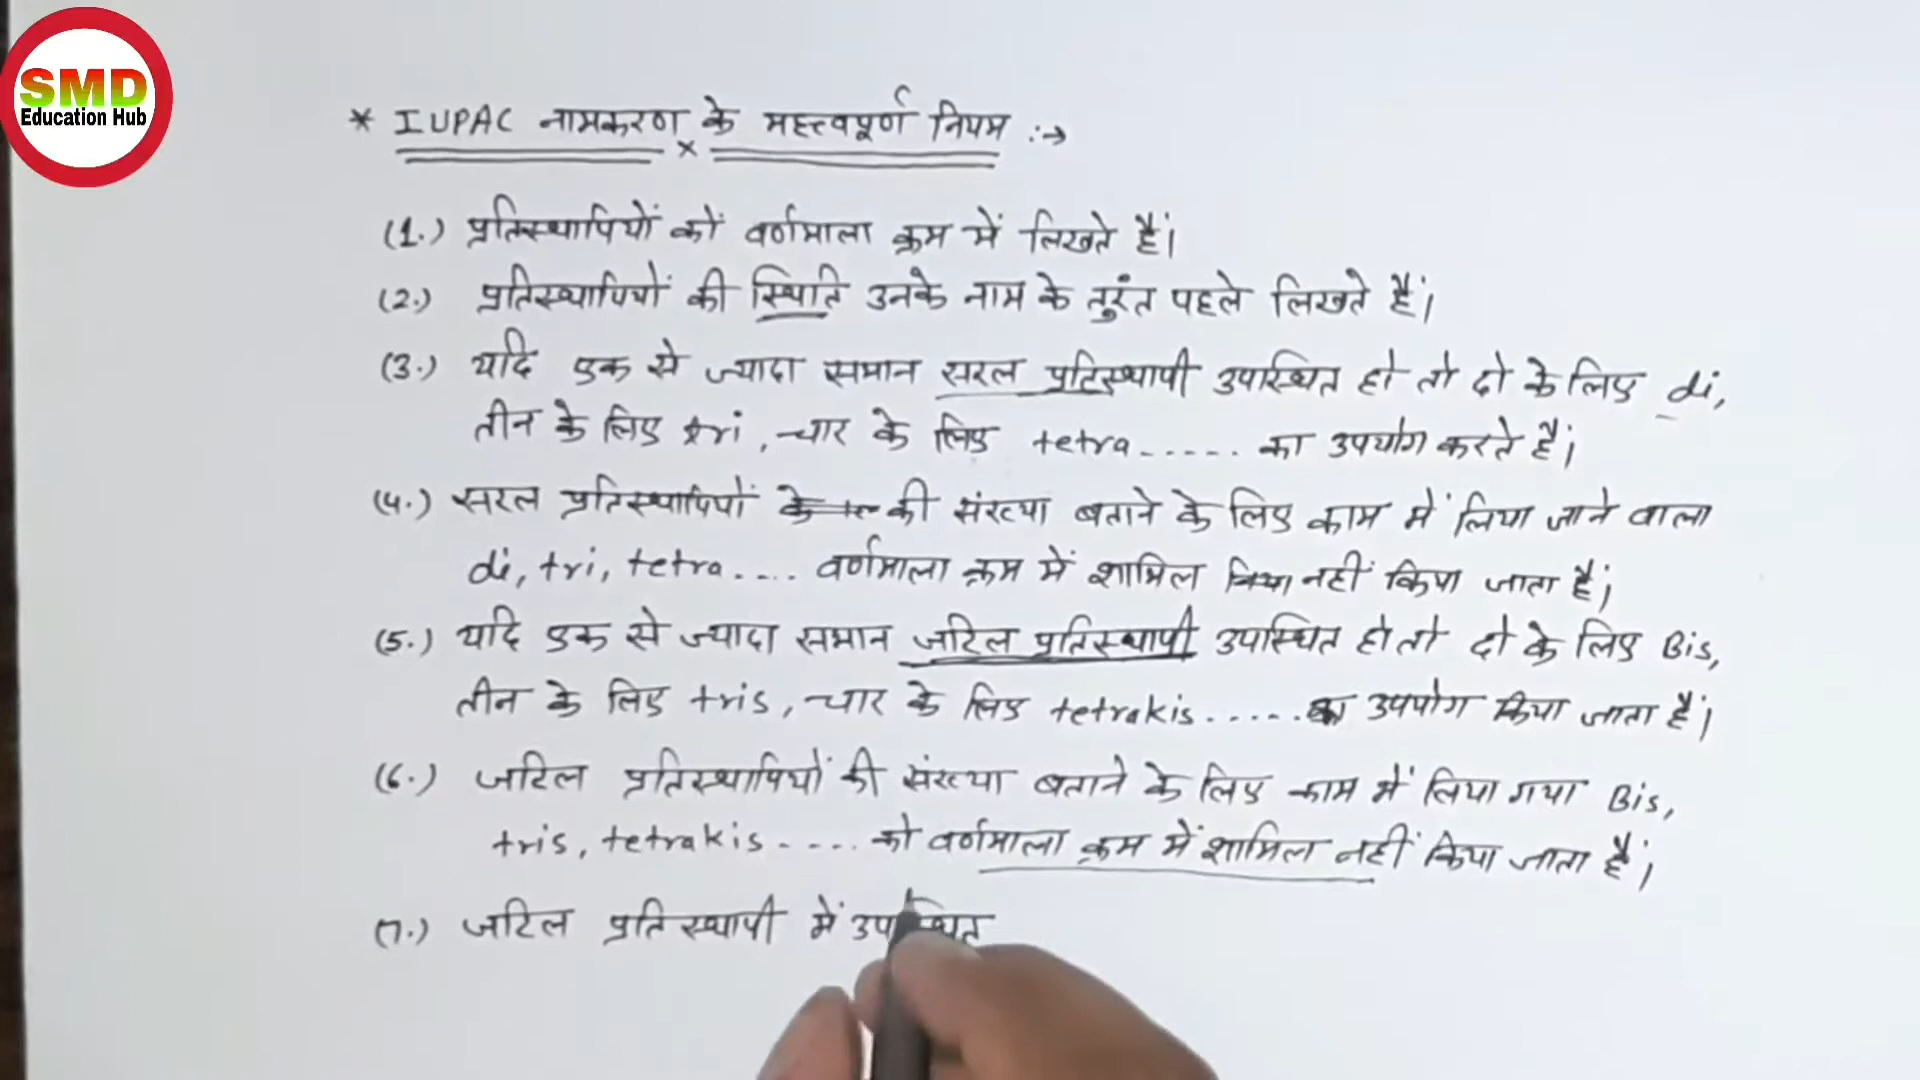 SMD
Education Hub
* IUPAC नामकरण के महत्त्वपूर्ण नियम :→
×
(1.) प्रतिस्थापियों को वर्णमाला क्रम में लिखते हैं।
(2.) प्रतिस्थापियों की स्थिति उनके नाम के तुरंत पहले लिखते हैं।
(3.) यदि एक से ज्यादा समान सरल प्रतिस्थापी उपस्थित हो तो दो के लिए di,
तीन के लिए tri, चार के लिए tetra..... का उपयोग करते हैं।
(4.) सरल प्रतिस्थापियों की संख्या बताने के लिए काम में लिया जाने वाला
di, tri, tetra.... वर्णमाला क्रम में शामिल नहीं किया जाता है।
(5.) यदि एक से ज्यादा समान जटिल प्रतिस्थापी उपस्थित हो तो दो के लिए Bis,
तीन के लिए tris, चार के लिए tetrakis..... का उपयोग किया जाता है।
(6.) जटिल प्रतिस्थापियों की संख्या बताने के लिए काम में लिया गया Bis,
tris, tetrakis.... को वर्णमाला क्रम में शामिल नहीं किया जाता है।
(7.) जटिल प्रतिस्थापी में उपस्थित